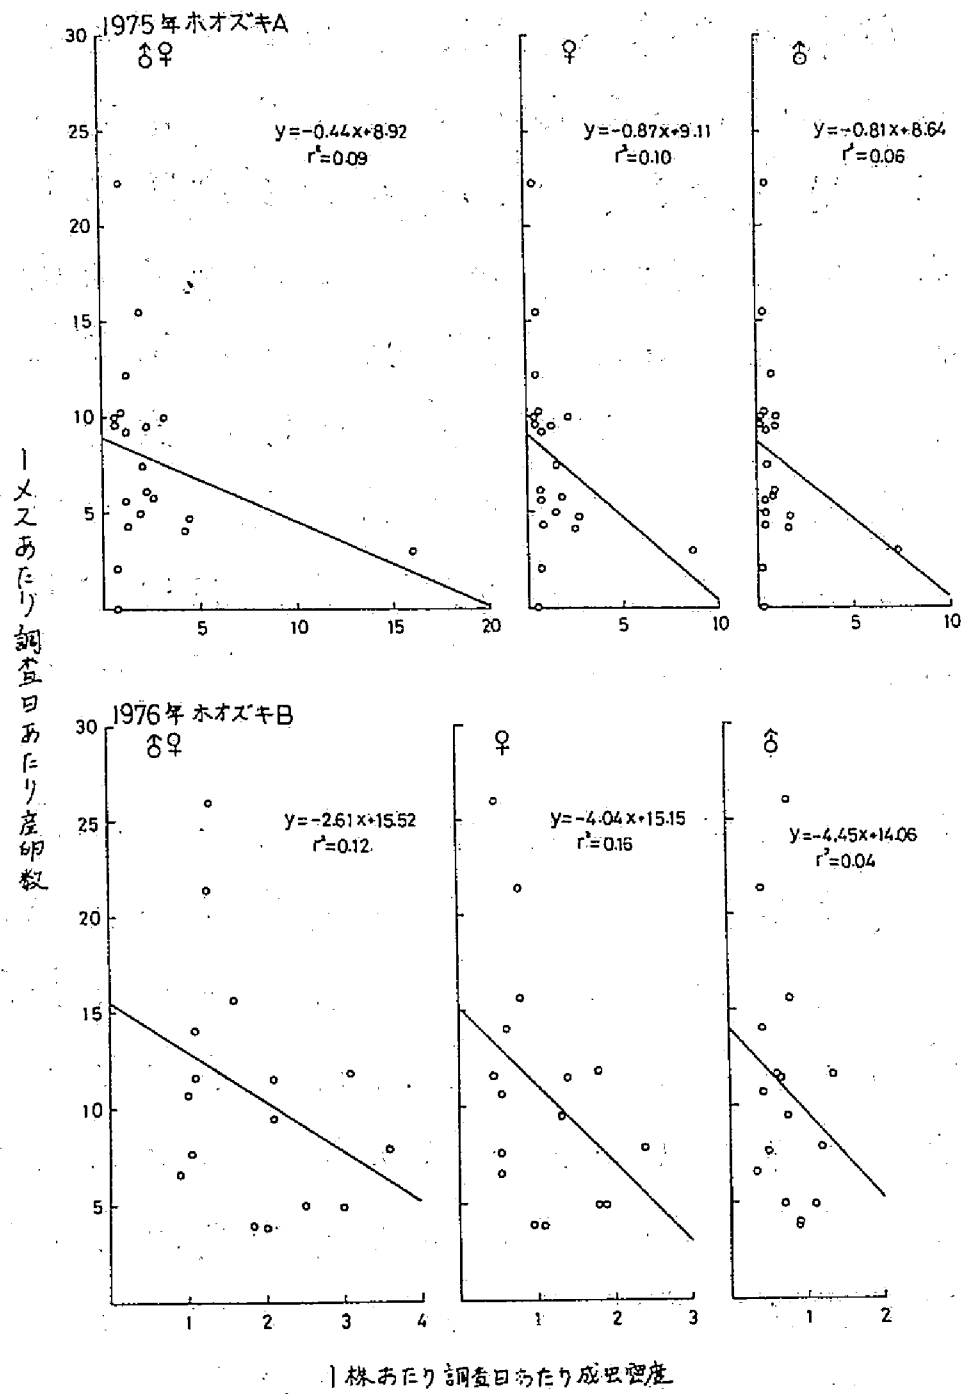 1975年ホオズキA
30
25
20
15
10
5
♂♀
y=-0.44x+8.92
r²=0.09
5 10 15 20
♀
y=-0.87x+9.11
r²=0.10
5 10
♂
y=-0.81x+8.64
r²=0.06
5 10
1メスあたり調査日あたり産卵数
1976年ホオズキB
30
25
20
15
10
5
♂♀
y=-2.61x+15.52
r²=0.12
1 2 3 4
♀
y=-4.04x+15.15
r²=0.16
1 2 3
♂
y=-4.45x+14.06
r²=0.04
1 2
1株あたり調査日あたり成虫密度